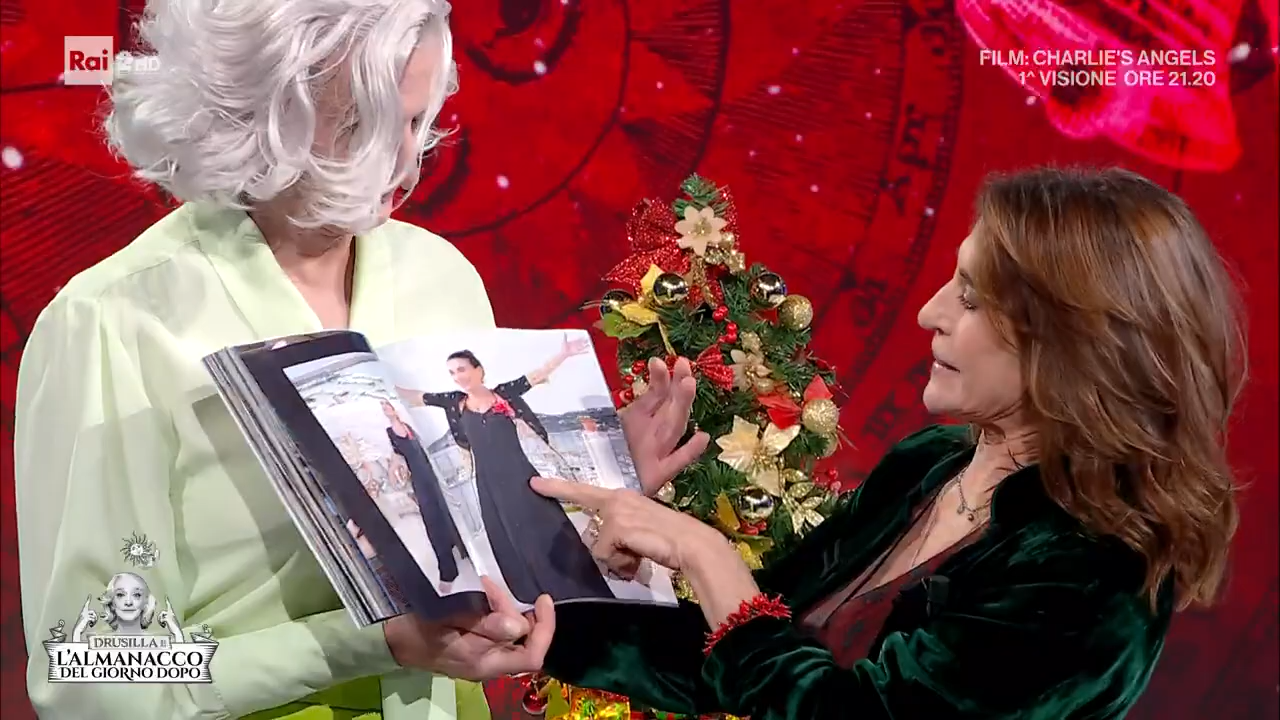 Rai 2 HD
FILM: CHARLIE'S ANGELS
1^ VISIONE ORE 21.20
DRUSILLA E
L'ALMANACCO
DEL GIORNO DOPO